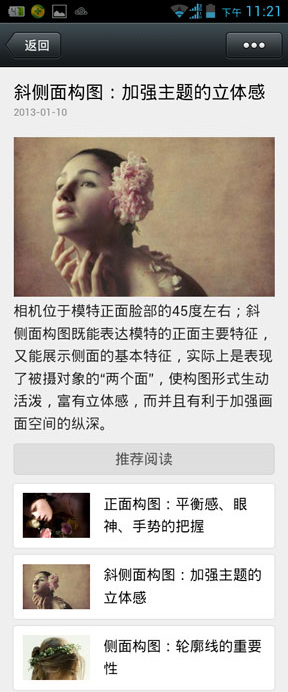 下午 11:21
返回
斜侧面构图：加强主题的立体感
2013-01-10
相机位于模特正面脸部的45度左右；斜
侧面构图既能表达模特的正面主要特征，
又能展示侧面的基本特征，实际上是表现
了被摄对象的“两个面”，使构图形式生动
活泼，富有立体感，而并且有利于加强画
面空间的纵深。
推荐阅读
正面构图：平衡感、眼
神、手势的把握
斜侧面构图：加强主题的
立体感
侧面构图：轮廓线的重要
性